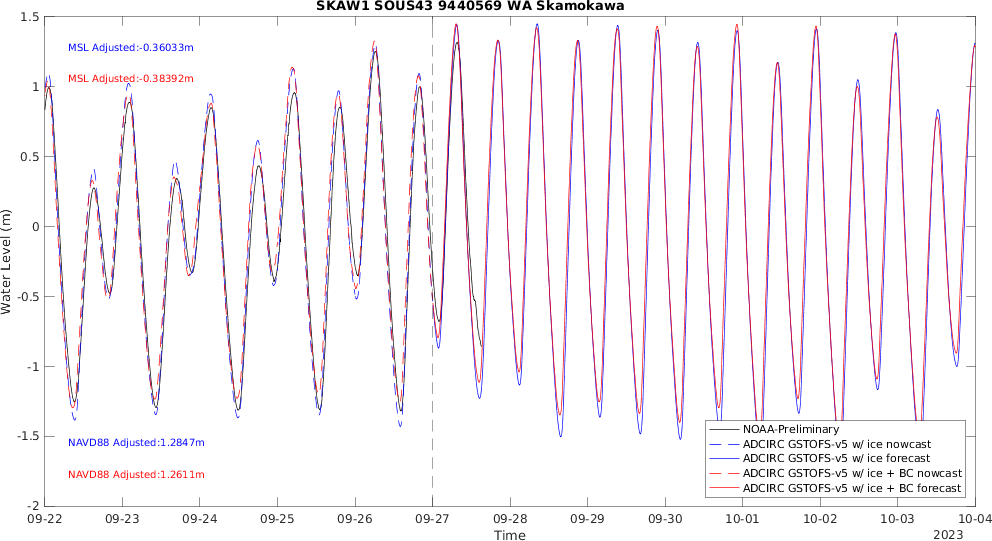 SKAW1 SOUS43 9440569 WA Skamokawa
1.5
1
0.5
0
-0.5
-1
-1.5
-2
Water Level (m)
MSL Adjusted:-0.36033m
MSL Adjusted:-0.38392m
NAVD88 Adjusted:1.2847m
NAVD88 Adjusted:1.2611m
NOAA-Preliminary
ADCIRC GSTOFS-v5 w/ ice nowcast
ADCIRC GSTOFS-v5 w/ ice forecast
ADCIRC GSTOFS-v5 w/ ice + BC nowcast
ADCIRC GSTOFS-v5 w/ ice + BC forecast
09-22 09-23 09-24 09-25 09-26 09-27 09-28 09-29 09-30 10-01 10-02 10-03 10-04
Time
2023